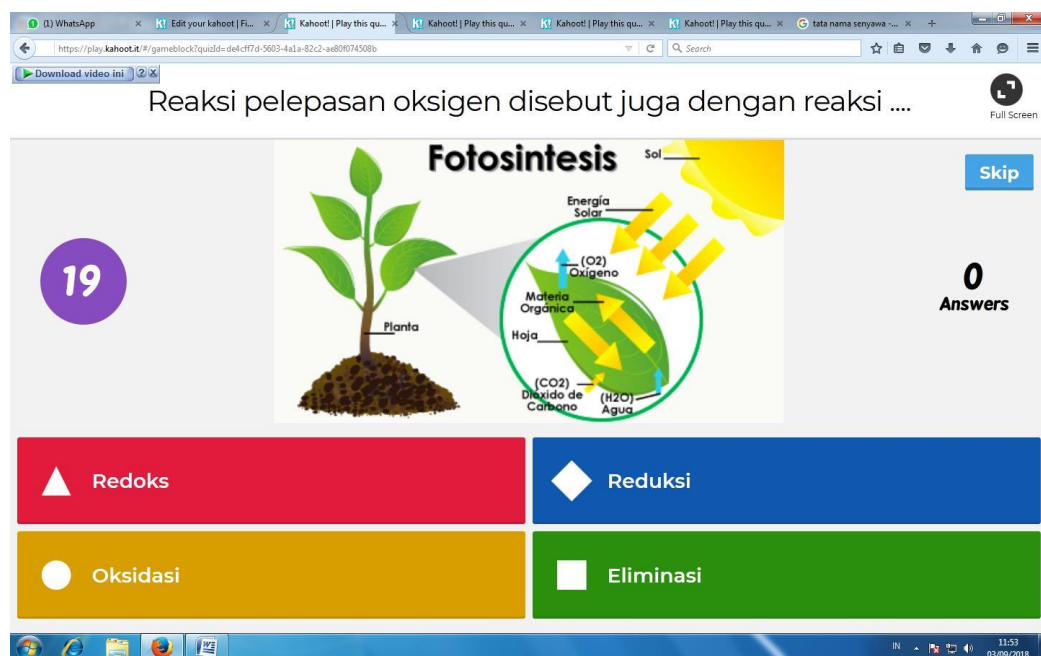 (1) WhatsApp
Edit your kahoot | Fi...
Kahoot! | Play this qu...
Kahoot! | Play this qu...
Kahoot! | Play this qu...
Kahoot! | Play this qu...
tata nama senyawa -...
https://play.kahoot.it/#/gameblock?quizId=de4cff7d-5603-4a1a-82c2-ae80f074508b
Search
Download video ini
Reaksi pelepasan oksigen disebut juga dengan reaksi ....
Full Screen
Fotosintesis
Sol
Skip
Energía
Solar
(O2)
Oxígeno
19
0
Answers
Materia
Orgánica
Planta
Hoja
(CO2)
Dióxido de
Carbono
(H2O)
Agua
Redoks
Reduksi
Oksidasi
Eliminasi
IN
11:53
03/09/2018